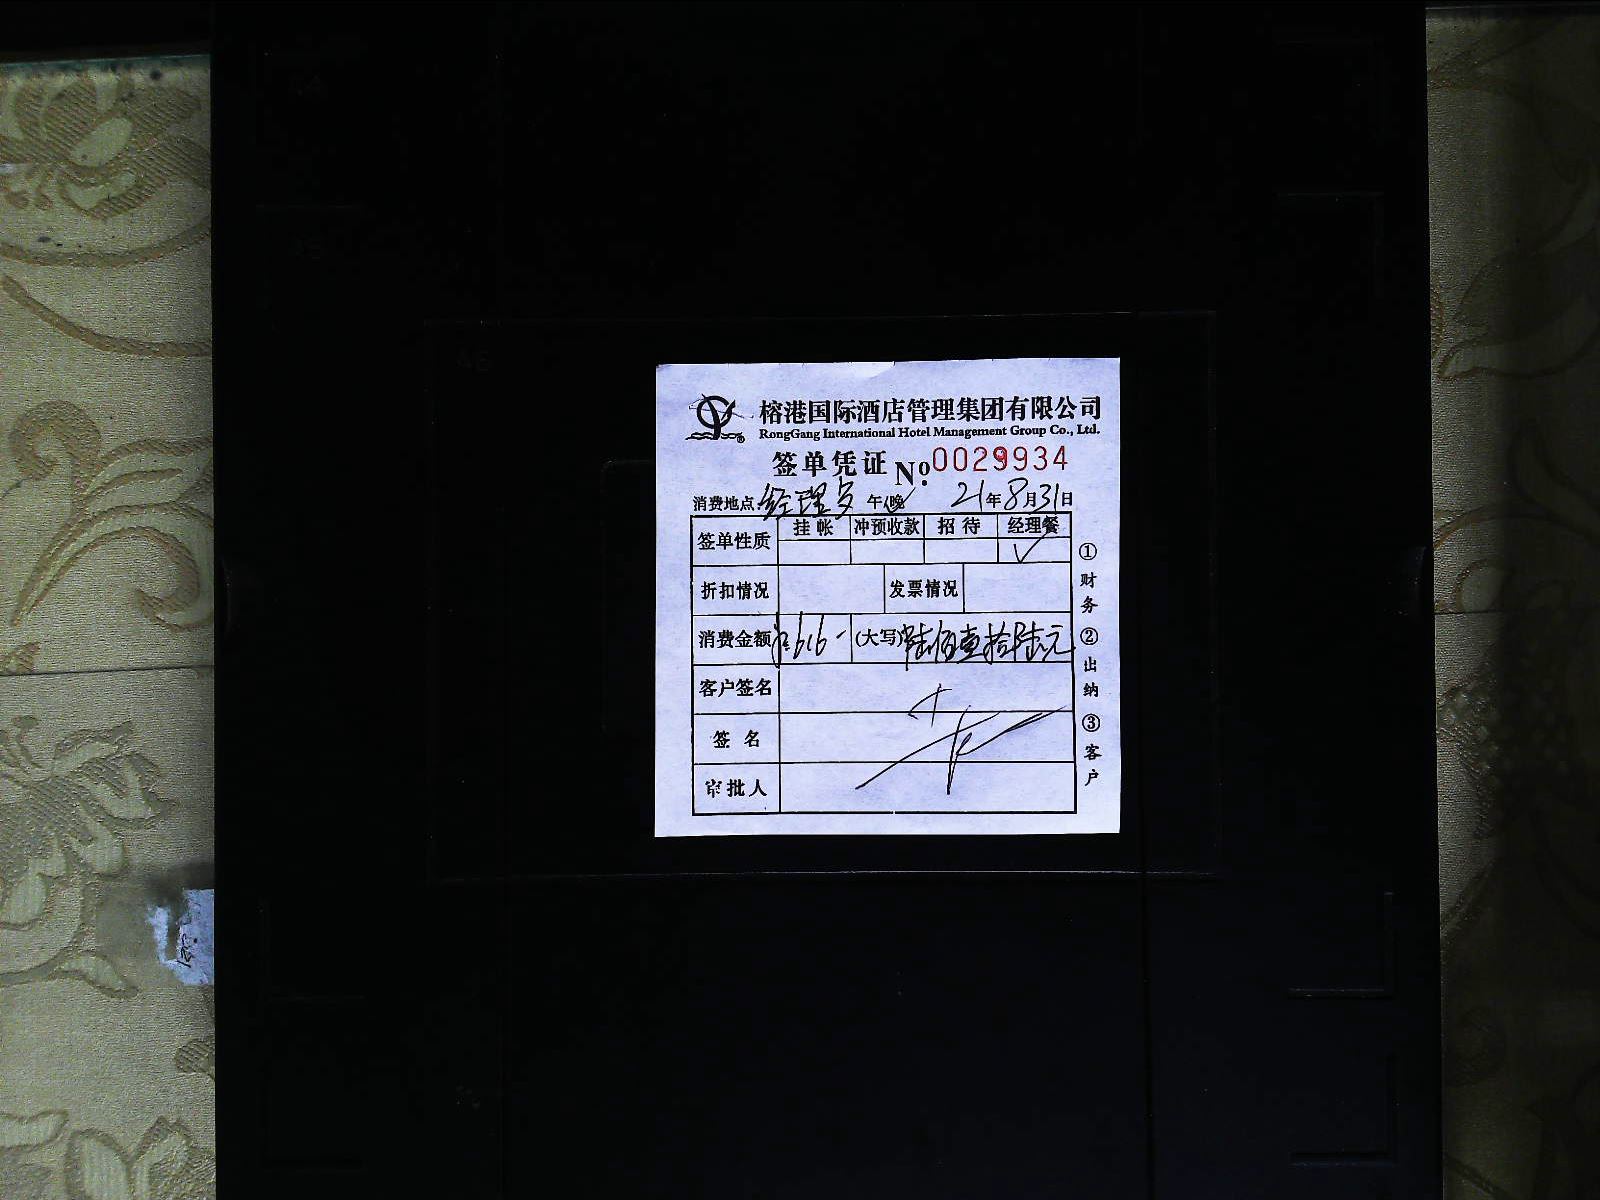 榕港国际酒店管理集团有限公司
RongGang International Hotel Management Group Co., Ltd.
签单凭证 №:0029934
消费地点:经理 午(晚) 21年8月31日
签单性质 挂帐 冲预收款 招待 经理餐
✓
折扣情况 发票情况
消费金额 616- (大写)陆佰壹拾陆元
客户签名
签名
审批人
①财务②出纳③客户